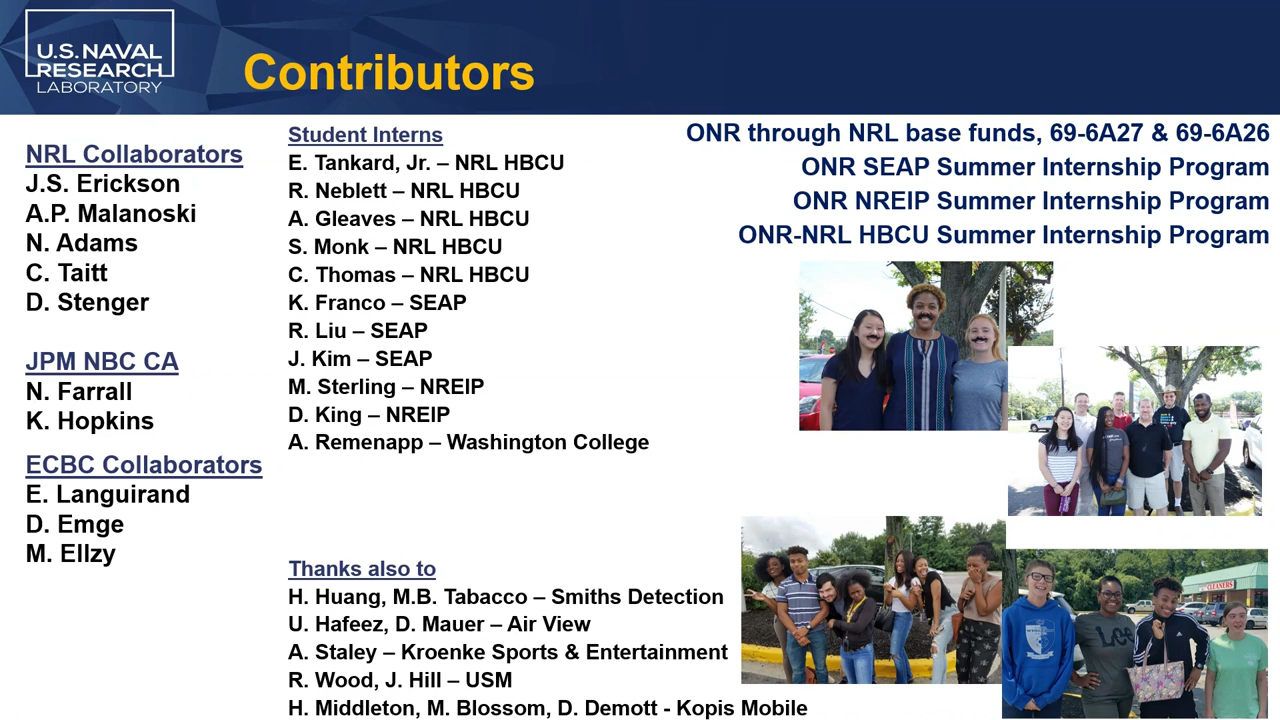 U.S. NAVAL
RESEARCH
LABORATORY
Contributors
NRL Collaborators
J.S. Erickson
A.P. Malanoski
N. Adams
C. Taitt
D. Stenger
JPM NBC CA
N. Farrall
K. Hopkins
ECBC Collaborators
E. Languirand
D. Emge
M. Ellzy
Student Interns
E. Tankard, Jr. – NRL HBCU
R. Neblett – NRL HBCU
A. Gleaves – NRL HBCU
S. Monk – NRL HBCU
C. Thomas – NRL HBCU
K. Franco – SEAP
R. Liu – SEAP
J. Kim – SEAP
M. Sterling – NREIP
D. King – NREIP
A. Remenapp – Washington College
Thanks also to
H. Huang, M.B. Tabacco – Smiths Detection
U. Hafeez, D. Mauer – Air View
A. Staley – Kroenke Sports & Entertainment
R. Wood, J. Hill – USM
H. Middleton, M. Blossom, D. Demott - Kopis Mobile
ONR through NRL base funds, 69-6A27 & 69-6A26
ONR SEAP Summer Internship Program
ONR NREIP Summer Internship Program
ONR-NRL HBCU Summer Internship Program
CLEANERS